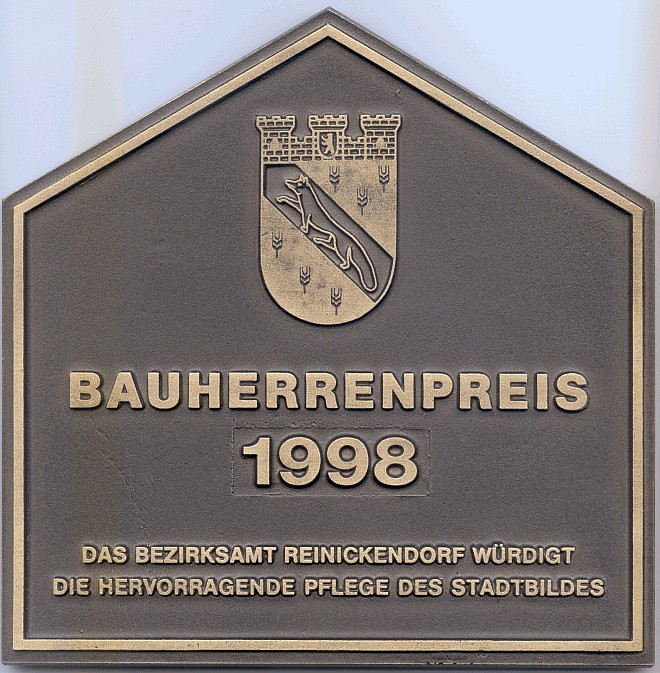 BAUHERRENPREIS
1998
DAS BEZIRKSAMT REINICKENDORF WÜRDIGT
DIE HERVORRAGENDE PFLEGE DES STADTBILDES